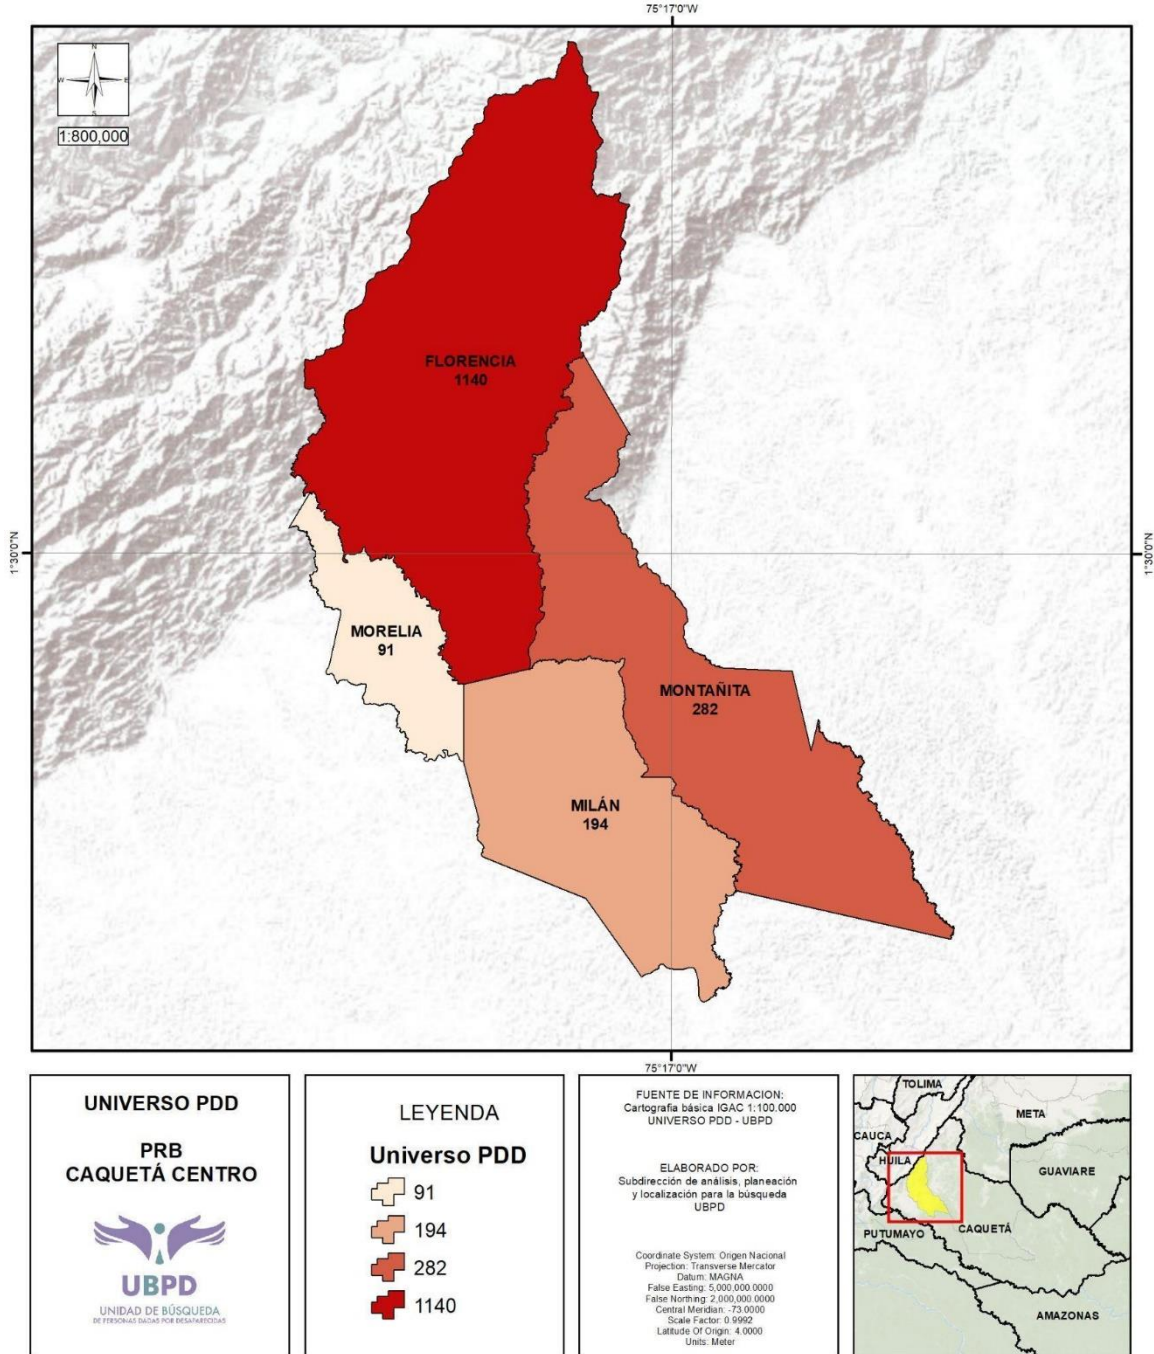 75°17'0"W
N
W
E
S
1:800,000
FLORENCIA
1140
1°30'0"N
1°30'0"N
MORELIA
91
MONTAÑITA
282
MILÁN
194
75°17'0"W
UNIVERSO PDD
PRB
CAQUETÁ CENTRO
UBPD
UNIDAD DE BÚSQUEDA
DE PERSONAS DADAS POR DESAPARECIDAS
LEYENDA
Universo PDD
91
194
282
1140
FUENTE DE INFORMACION:
Cartografia básica IGAC 1:100.000
UNIVERSO PDD - UBPD
ELABORADO POR:
Subdirección de análisis, planeación
y localización para la búsqueda
UBPD
Coordinate System: Origen Nacional
Projection: Transverse Mercator
Datum: MAGNA
False Easting: 5,000,000.0000
False Northing: 2,000,000.0000
Central Meridian: -73.0000
Scale Factor: 0.9992
Latitude Of Origin: 4.0000
Units: Meter
TOLIMA
META
CAUCA
HUILA
GUAVIARE
PUTUMAYO
CAQUETÁ
AMAZONAS